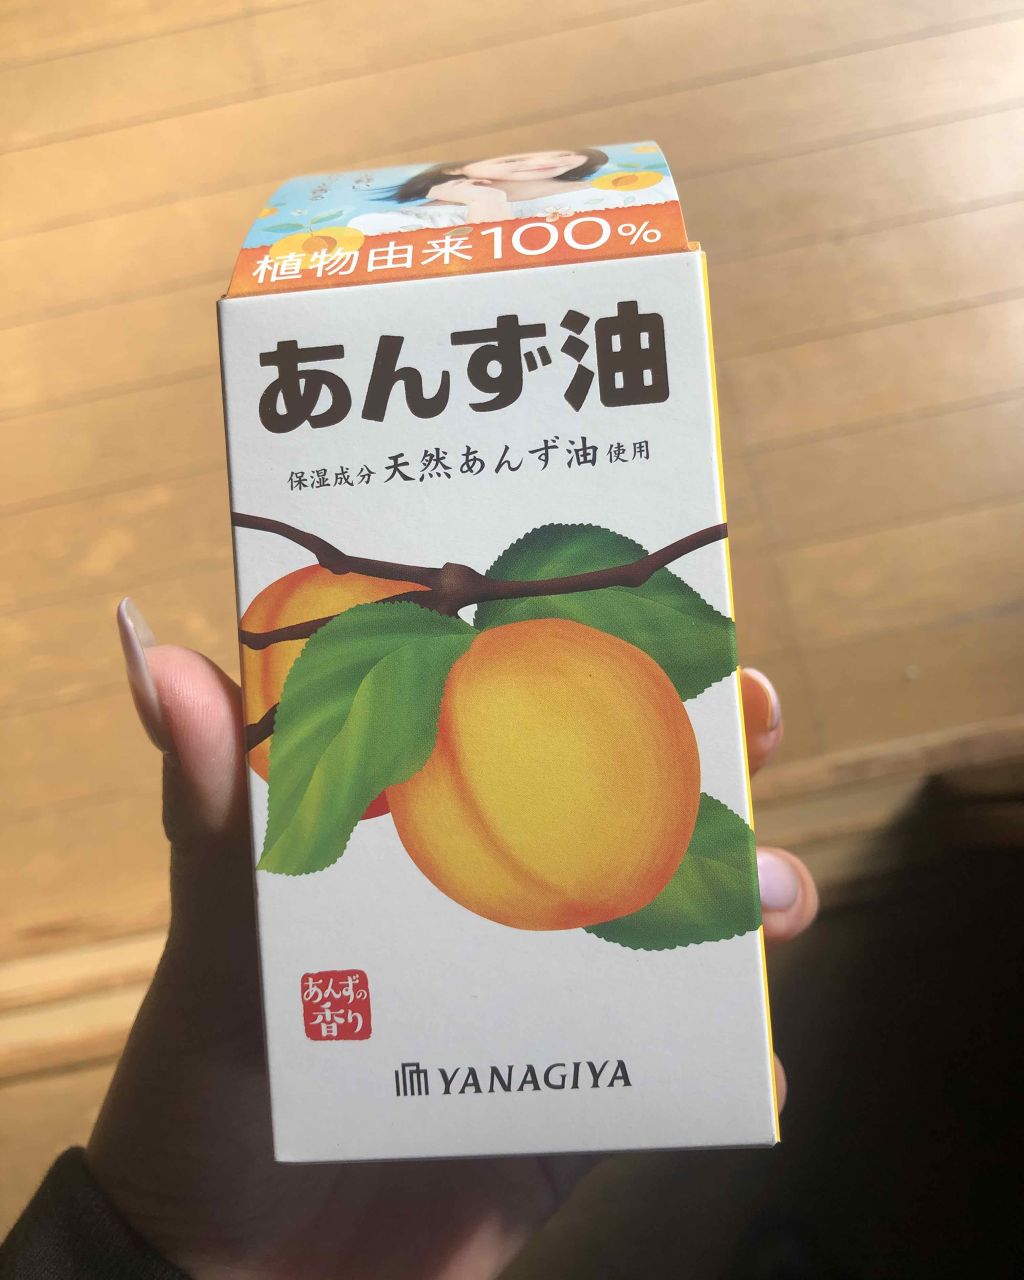 植物由来100%
あんず油
保湿成分 天然あんず油 使用
あんずの
香り
YANAGIYA